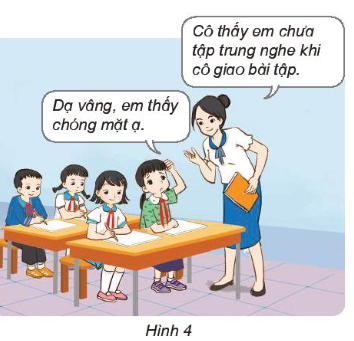 Cô thấy em chưa
tập trung nghe khi
cô giao bài tập.
Dạ vâng, em thấy
chóng mặt ạ.
Hình 4